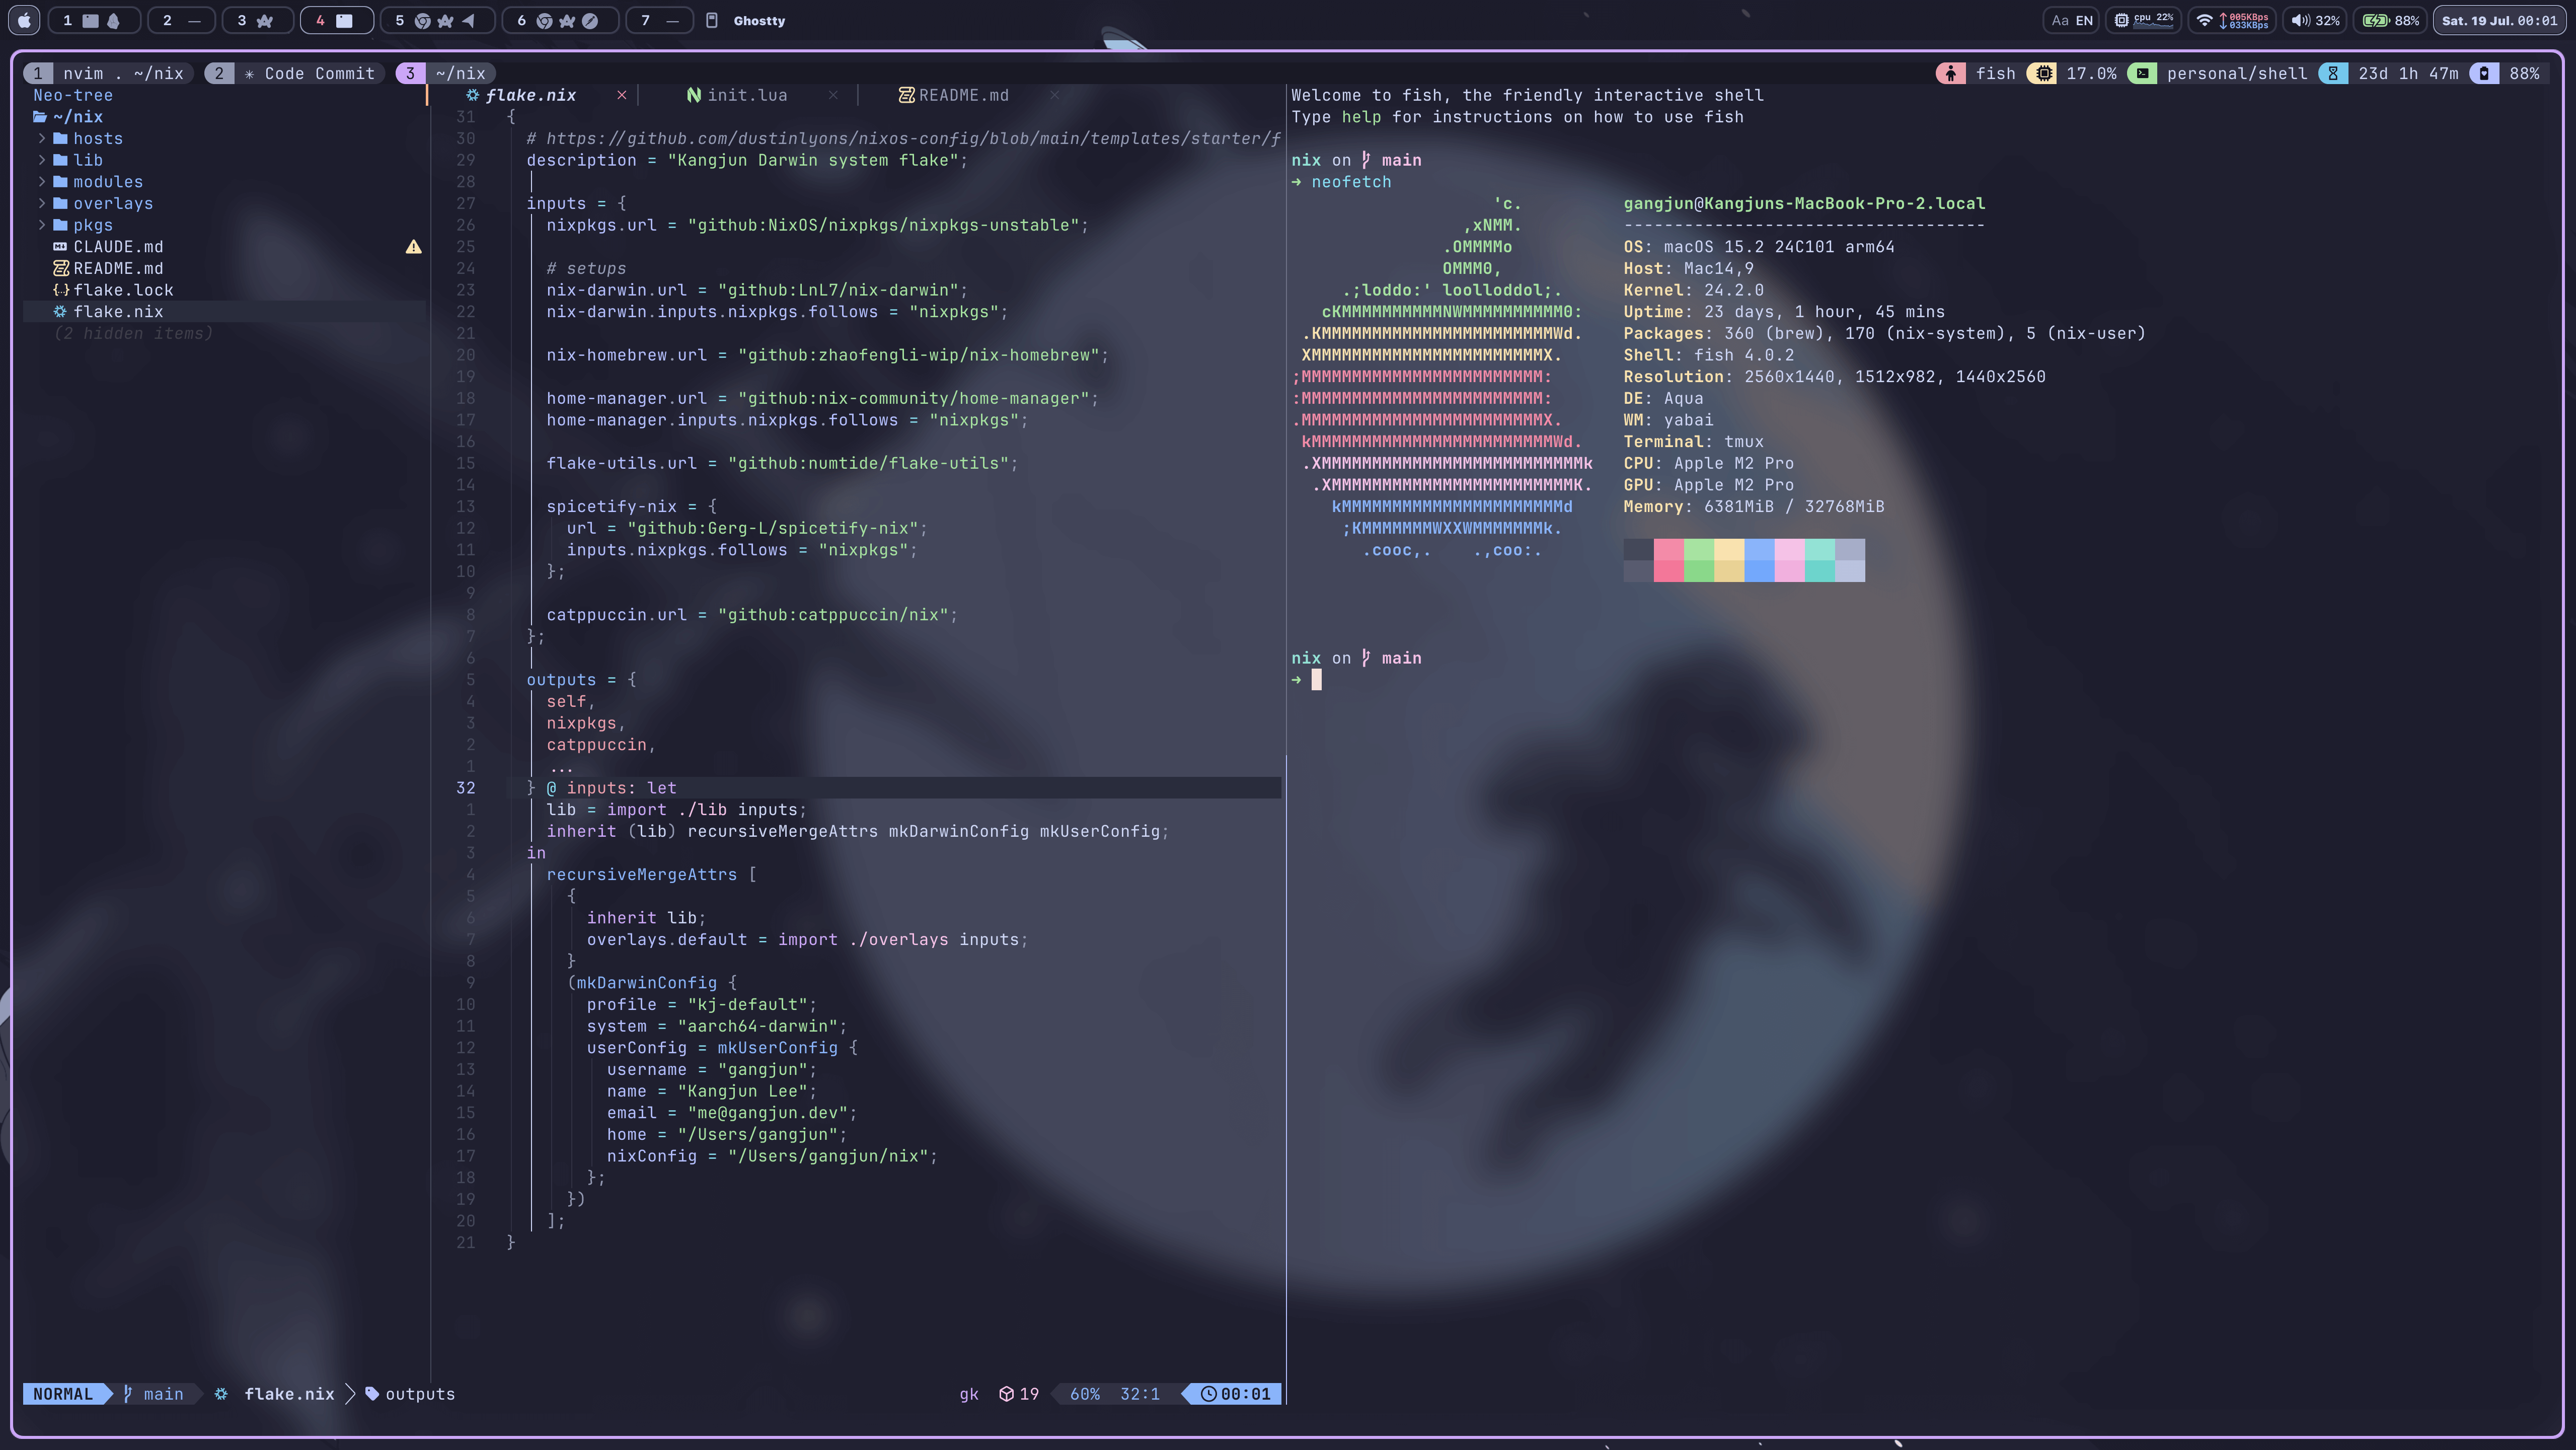 1 2 — 3 4 5 6 7 — Ghostty
Aa EN cpu 22% 005KBps 033KBps 32% 88% Sat. 19 Jul. 00:01
1 nvim . ~/nix 2 ✳ Code Commit 3 ~/nix
fish 17.0% personal/shell 23d 1h 47m 88%
Neo-tree
~/nix
hosts
lib
modules
overlays
pkgs
CLAUDE.md
README.md
flake.lock
flake.nix
(2 hidden items)
flake.nix × init.lua × README.md ×
31 {
30 # https://github.com/dustinlyons/nixos-config/blob/main/templates/starter/f
29 description = "Kangjun Darwin system flake";
28
27 inputs = {
26 nixpkgs.url = "github:NixOS/nixpkgs/nixpkgs-unstable";
25
24 # setups
23 nix-darwin.url = "github:LnL7/nix-darwin";
22 nix-darwin.inputs.nixpkgs.follows = "nixpkgs";
21
20 nix-homebrew.url = "github:zhaofengli-wip/nix-homebrew";
19
18 home-manager.url = "github:nix-community/home-manager";
17 home-manager.inputs.nixpkgs.follows = "nixpkgs";
16
15 flake-utils.url = "github:numtide/flake-utils";
14
13 spicetify-nix = {
12 url = "github:Gerg-L/spicetify-nix";
11 inputs.nixpkgs.follows = "nixpkgs";
10 };
9
8 catppuccin.url = "github:catppuccin/nix";
7 };
6
5 outputs = {
4 self,
3 nixpkgs,
2 catppuccin,
1 ...
32 } @ inputs: let
1 lib = import ./lib inputs;
2 inherit (lib) recursiveMergeAttrs mkDarwinConfig mkUserConfig;
3 in
4 recursiveMergeAttrs [
5 {
6 inherit lib;
7 overlays.default = import ./overlays inputs;
8 }
9 (mkDarwinConfig {
10 profile = "kj-default";
11 system = "aarch64-darwin";
12 userConfig = mkUserConfig {
13 username = "gangjun";
14 name = "Kangjun Lee";
15 email = "me@gangjun.dev";
16 home = "/Users/gangjun";
17 nixConfig = "/Users/gangjun/nix";
18 };
19 })
20 ];
21 }
NORMAL main flake.nix outputs gk 19 60% 32:1 00:01
Welcome to fish, the friendly interactive shell
Type help for instructions on how to use fish
nix on main
➜ neofetch
'c.
,xNMM.
.OMMMMo
OMMM0,
.;loddo:' loolloddol;.
cKMMMMMMMMMMNWMMMMMMMMMM0:
.KMMMMMMMMMMMMMMMMMMMMMMMWd.
XMMMMMMMMMMMMMMMMMMMMMMMX.
;MMMMMMMMMMMMMMMMMMMMMMMM:
:MMMMMMMMMMMMMMMMMMMMMMMM:
.MMMMMMMMMMMMMMMMMMMMMMMMX.
kMMMMMMMMMMMMMMMMMMMMMMMMWd.
.XMMMMMMMMMMMMMMMMMMMMMMMMMMk
.XMMMMMMMMMMMMMMMMMMMMMMMMK.
kMMMMMMMMMMMMMMMMMMMMMMd
;KMMMMMMMWXXWMMMMMMMk.
.cooc,. .,coo:.
gangjun@Kangjuns-MacBook-Pro-2.local
------------------------------------
OS: macOS 15.2 24C101 arm64
Host: Mac14,9
Kernel: 24.2.0
Uptime: 23 days, 1 hour, 45 mins
Packages: 360 (brew), 170 (nix-system), 5 (nix-user)
Shell: fish 4.0.2
Resolution: 2560x1440, 1512x982, 1440x2560
DE: Aqua
WM: yabai
Terminal: tmux
CPU: Apple M2 Pro
GPU: Apple M2 Pro
Memory: 6381MiB / 32768MiB
nix on main
➜